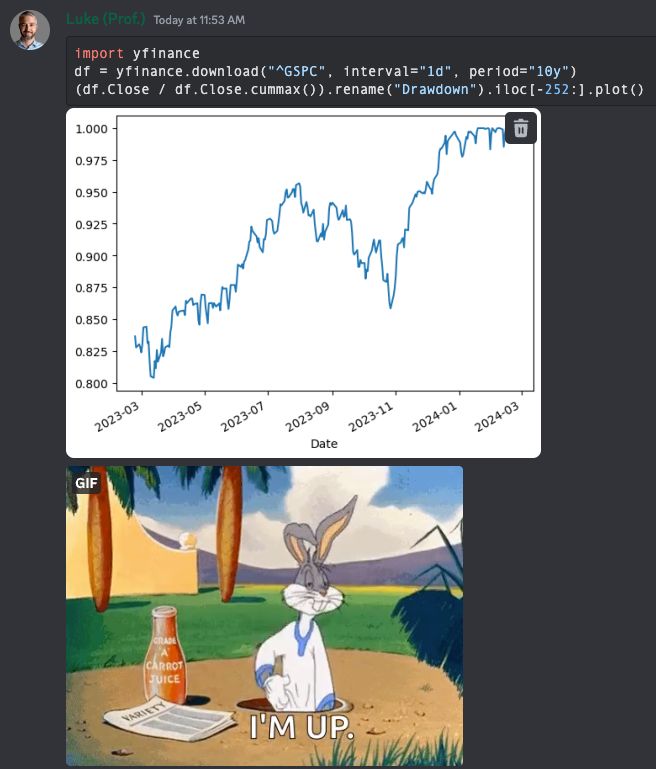 Luke (Prof.) Today at 11:53 AM
import yfinance
df = yfinance.download("^GSPC", interval="1d", period="10y")
(df.Close / df.Close.cummax()).rename("Drawdown").iloc[-252:].plot()
1.000
0.975
0.950
0.925
0.900
0.875
0.850
0.825
0.800
2023-03 2023-05 2023-07 2023-09 2023-11 2024-01 2024-03
Date
GIF
GRADE
'A'
CARROT
JUICE
VARIETY
I'M UP.